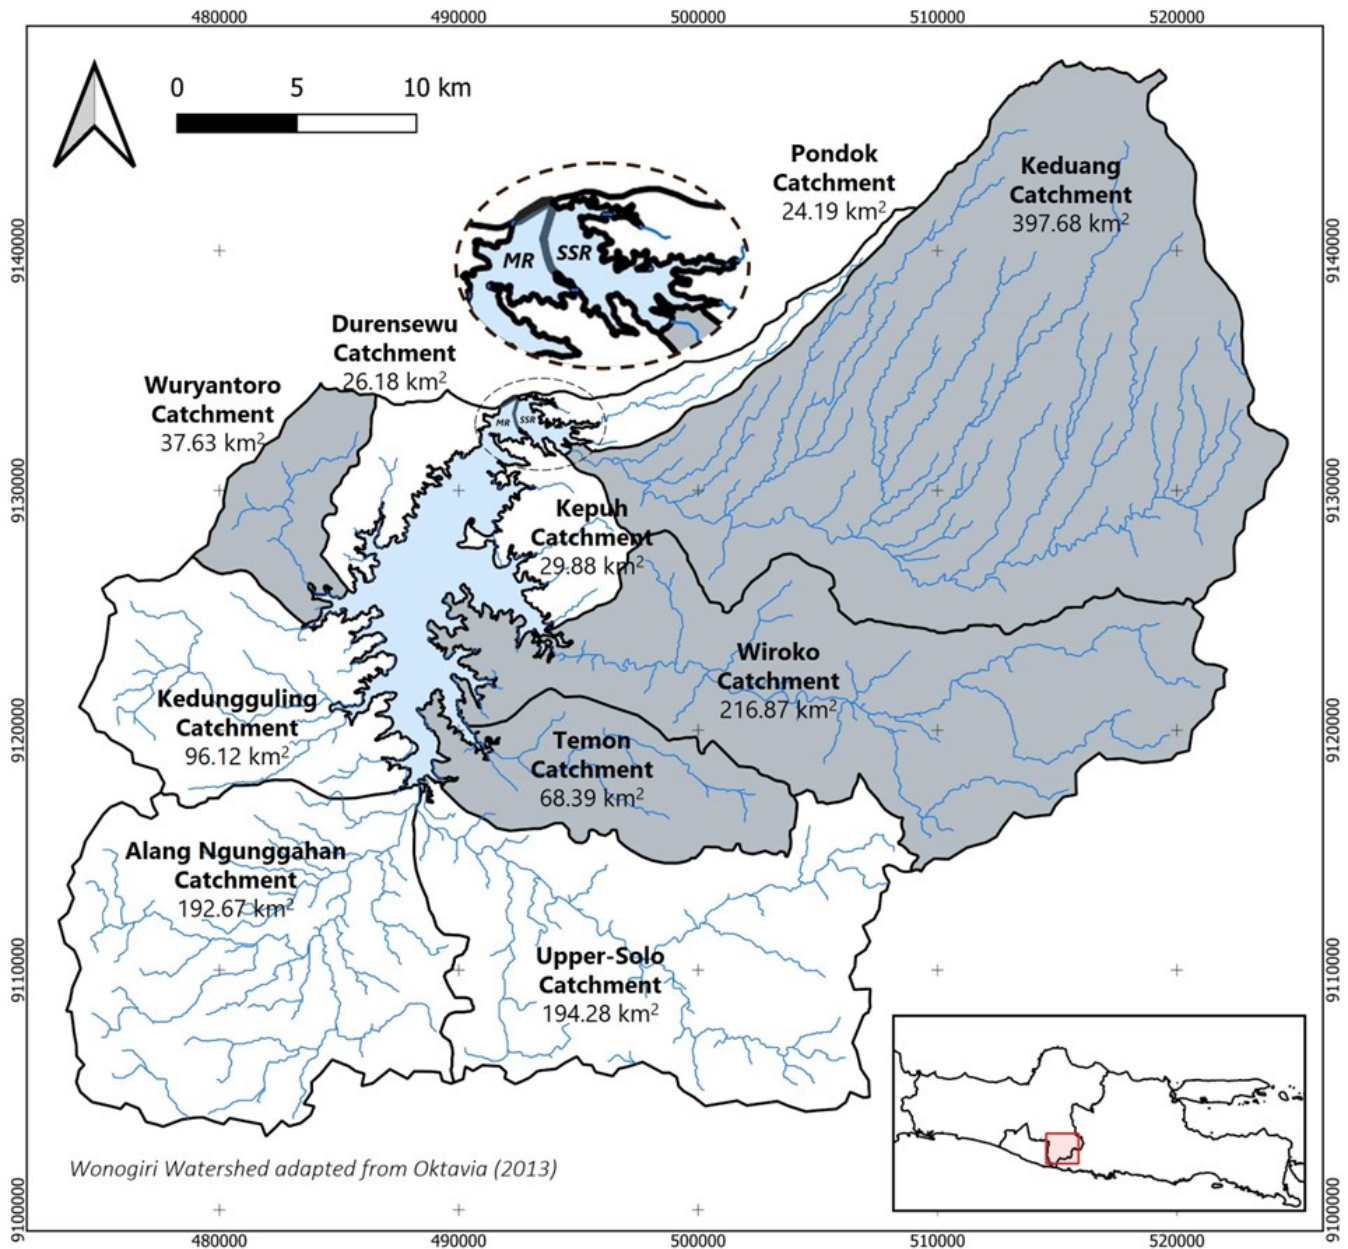 480000 490000 500000 510000 520000
0 5 10 km
Pondok
Catchment
24.19 km²
Keduang
Catchment
397.68 km²
9140000
9140000
MR SSR
Durensewu
Catchment
26.18 km²
Wuryantoro
Catchment
37.63 km²
MR SSR
9130000
9130000
Kepuh
Catchment
29.88 km²
Wiroko
Catchment
216.87 km²
Kedungguling
Catchment
96.12 km²
9120000
9120000
Temon
Catchment
68.39 km²
Alang Ngunggahan
Catchment
192.67 km²
Upper-Solo
Catchment
194.28 km²
9110000
9110000
Wonogiri Watershed adapted from Oktavia (2013)
9100000
9100000
480000 490000 500000 510000 520000